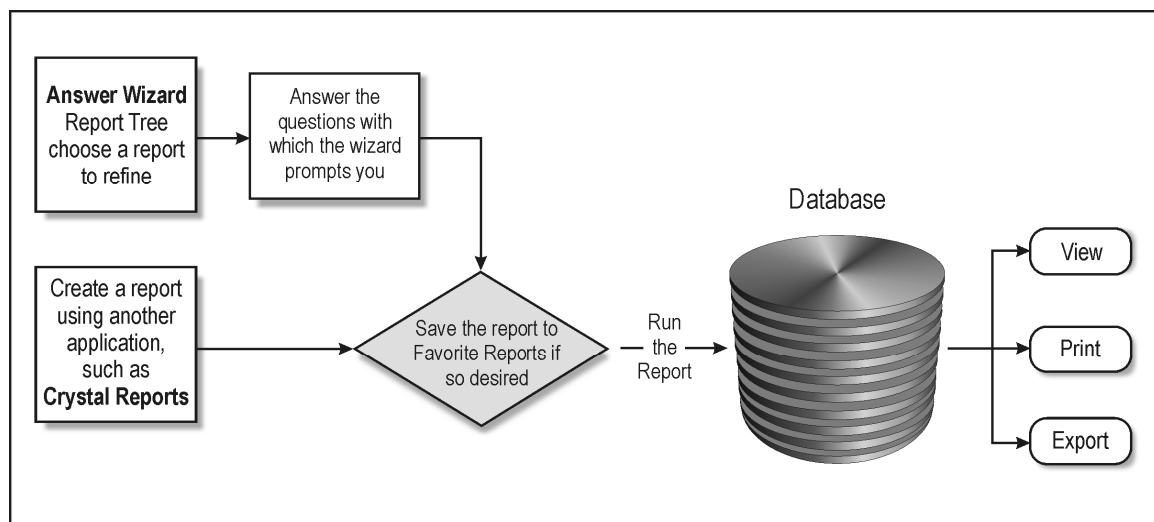 Answer Wizard
Report Tree
choose a report
to refine
Answer the
questions with
which the wizard
prompts you
Create a report
using another
application,
such as
Crystal Reports
Save the report to
Favorite Reports if
so desired
Run
the
Report
Database
View
Print
Export